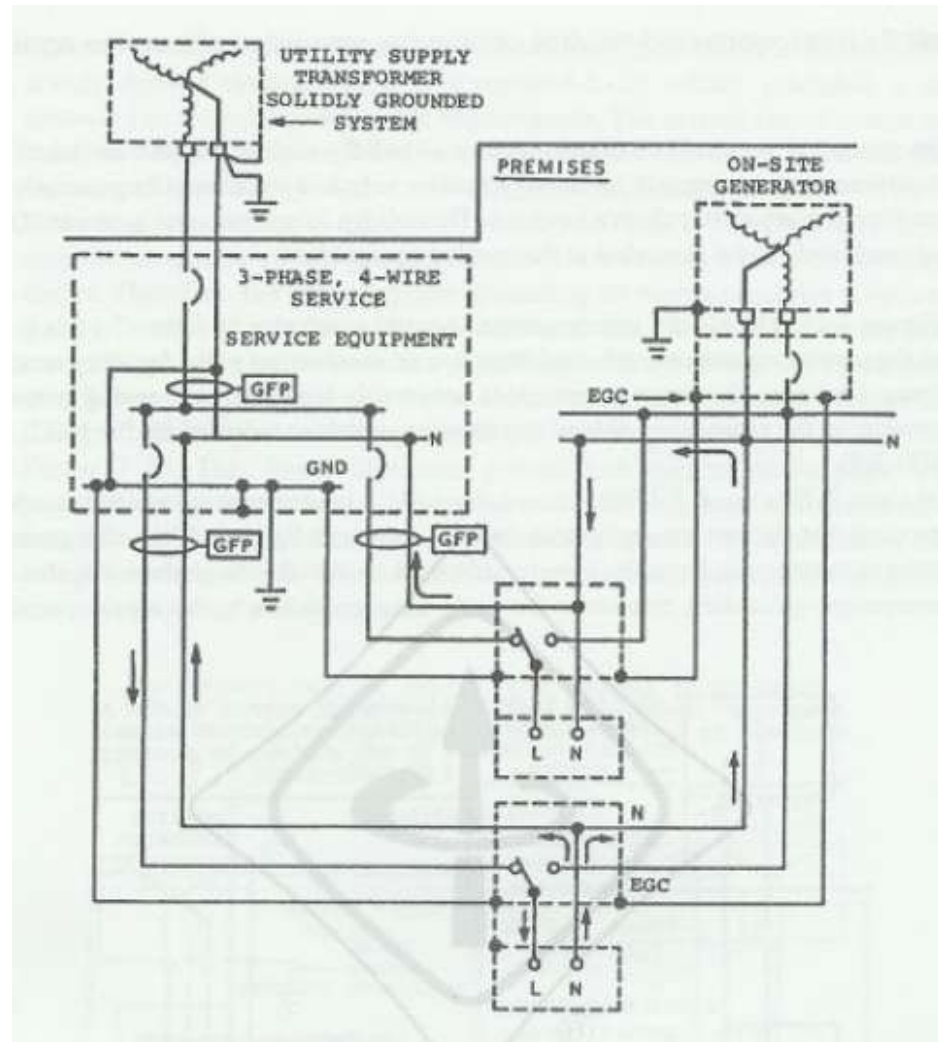 UTILITY SUPPLY
TRANSFORMER
SOLIDLY GROUNDED
SYSTEM
PREMISES
ON-SITE
GENERATOR
3-PHASE, 4-WIRE
SERVICE
SERVICE EQUIPMENT
GFP
EGC
N
N
GND
GFP
GFP
L N
N
EGC
L N